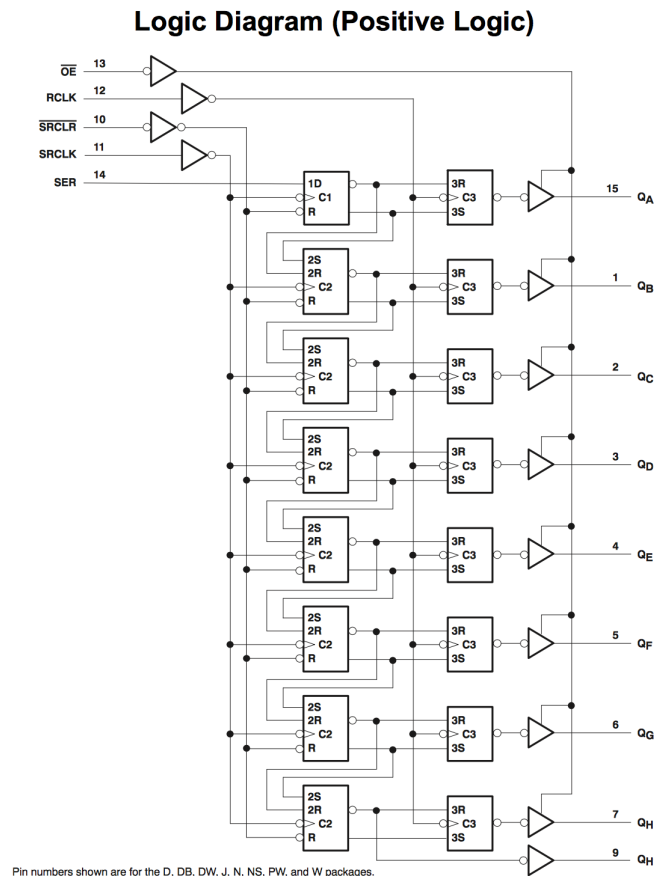 Logic Diagram (Positive Logic)
OE 13
RCLK 12
SRCLR 10
SRCLK 11
SER 14
1D 3R
C1 C3 15 QA
R 3S
2S
2R 3R
C2 C3 1 QB
R 3S
2S
2R 3R
C2 C3 2 QC
R 3S
2S
2R 3R
C2 C3 3 QD
R 3S
2S
2R 3R
C2 C3 4 QE
R 3S
2S
2R 3R
C2 C3 5 QF
R 3S
2S
2R 3R
C2 C3 6 QG
R 3S
2S
2R 3R
C2 C3 7 QH
R 3S
9 QH
Pin numbers shown are for the D, DB, DW, J, N, NS, PW, and W packages.